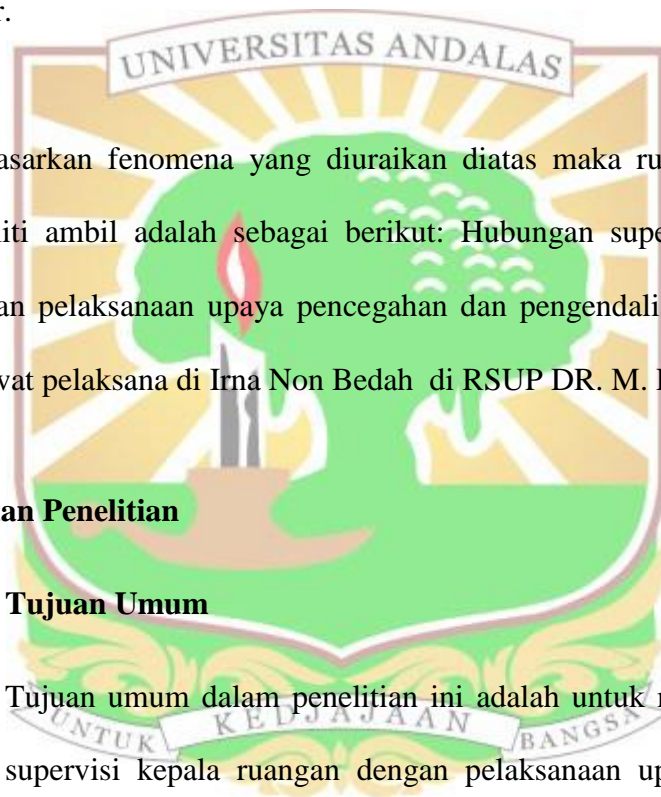 r.
UNIVERSITAS ANDALAS
asarkan fenomena yang diuraikan diatas maka ru
liti ambil adalah sebagai berikut: Hubungan supe
an pelaksanaan upaya pencegahan dan pengendali
wat pelaksana di Irna Non Bedah di RSUP DR. M.
an Penelitian
Tujuan Umum
Tujuan umum dalam penelitian ini adalah untuk
UNTUK KEDJAJAAN BANGSA
supervisi kepala ruangan dengan pelaksanaan up